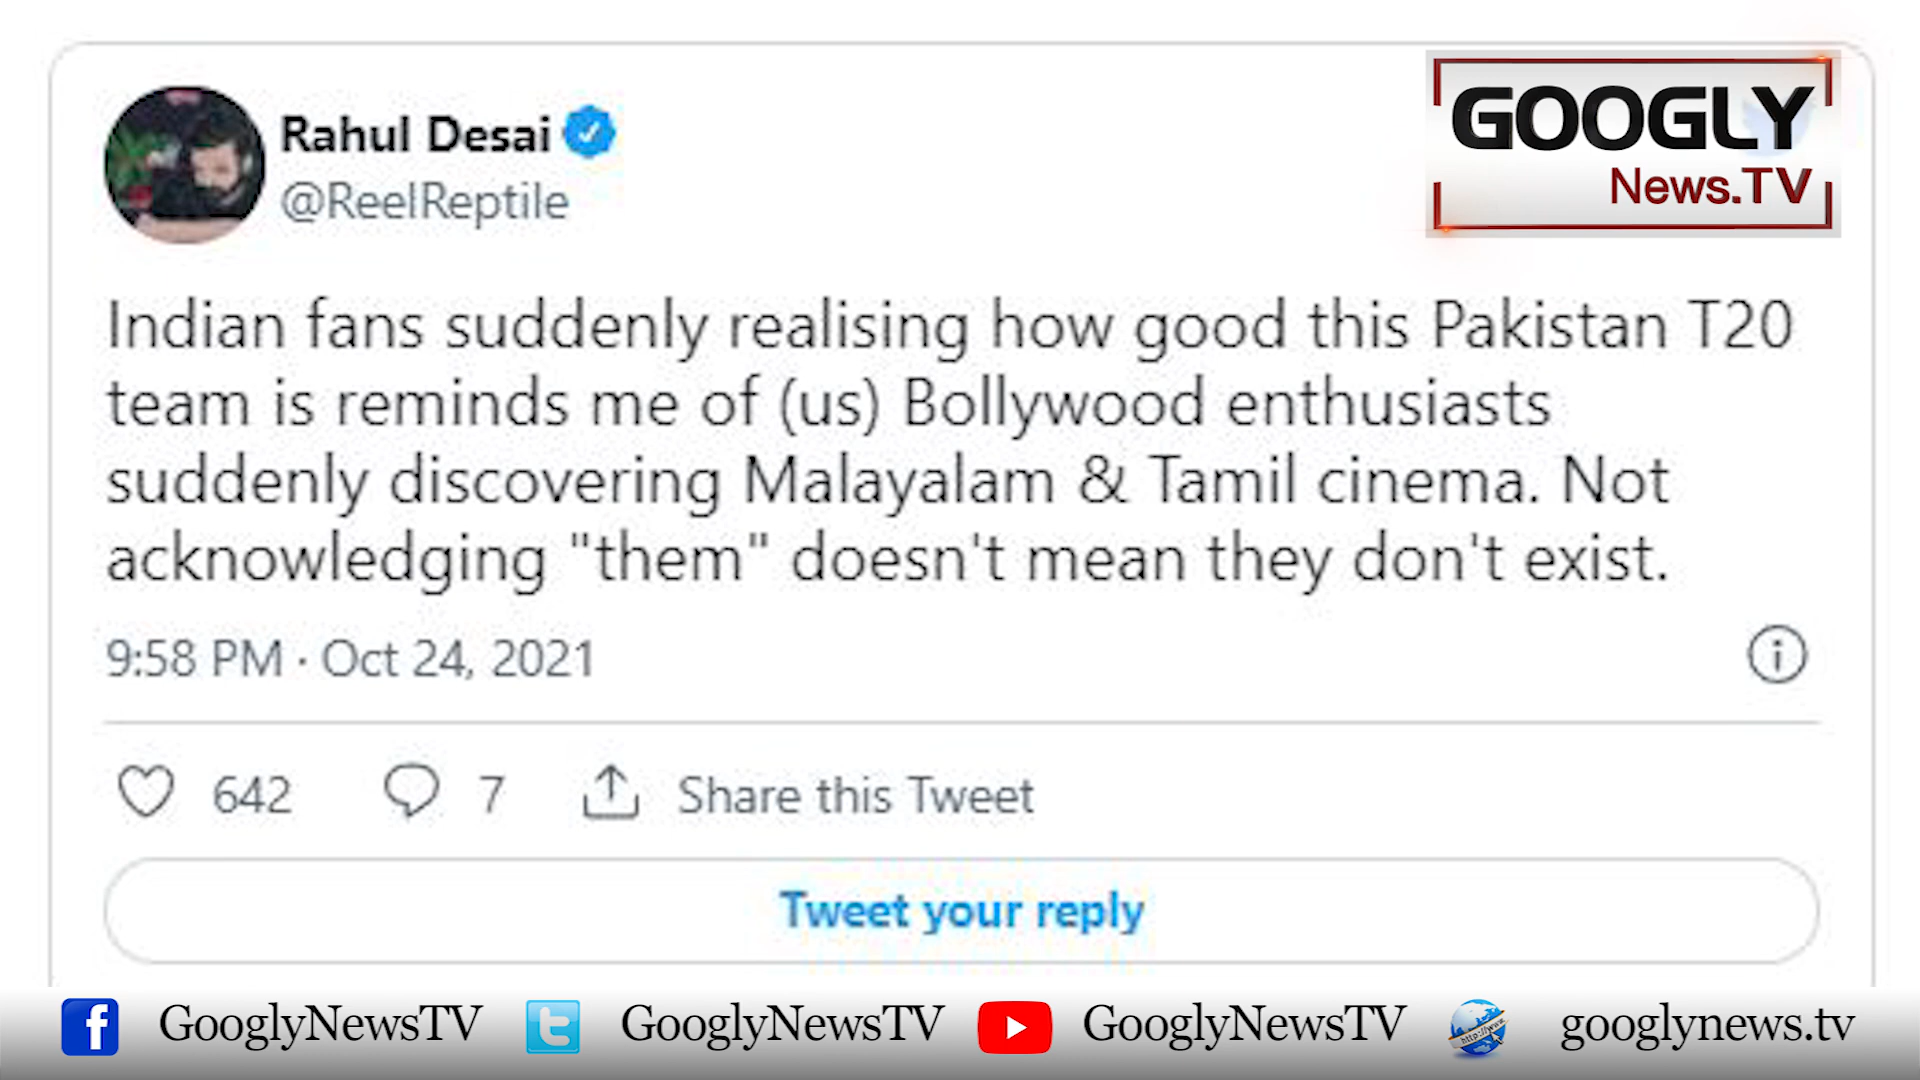 Rahul Desai
@ReelReptile
GOOGLY
News.TV
Indian fans suddenly realising how good this Pakistan T20
team is reminds me of (us) Bollywood enthusiasts
suddenly discovering Malayalam & Tamil cinema. Not
acknowledging "them" doesn't mean they don't exist.
9:58 PM · Oct 24, 2021
642 7 Share this Tweet
Tweet your reply
GooglyNewsTV GooglyNewsTV GooglyNewsTV googlynews.tv